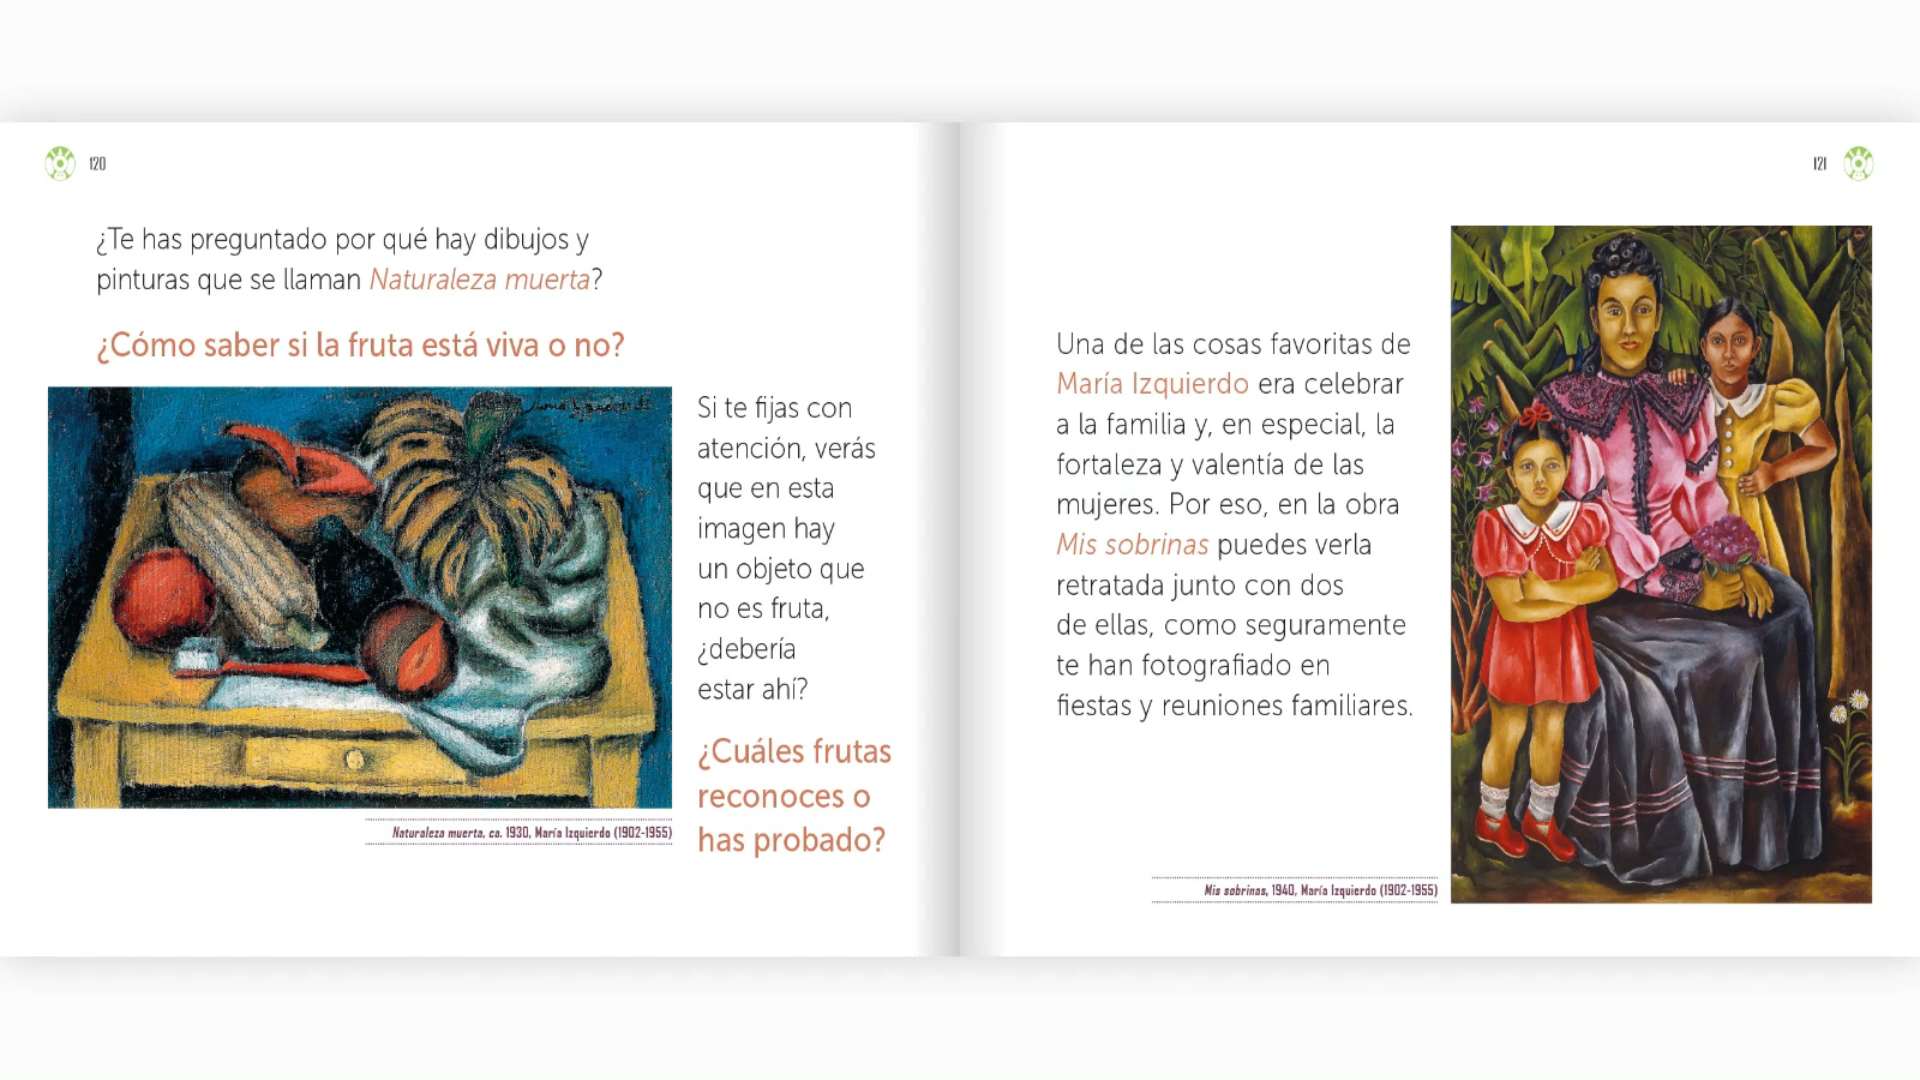 120
¿Te has preguntado por qué hay dibujos y
pinturas que se llaman Naturaleza muerta?
¿Cómo saber si la fruta está viva o no?
Si te fijas con
atención, verás
que en esta
imagen hay
un objeto que
no es fruta,
¿debería
estar ahí?
¿Cuáles frutas
reconoces o
has probado?
Naturaleza muerta, ca. 1930, María Izquierdo (1902-1955)
121
Una de las cosas favoritas de
María Izquierdo era celebrar
a la familia y, en especial, la
fortaleza y valentía de las
mujeres. Por eso, en la obra
Mis sobrinas puedes verla
retratada junto con dos
de ellas, como seguramente
te han fotografiado en
fiestas y reuniones familiares.
Mis sobrinas, 1940, María Izquierdo (1902-1955)